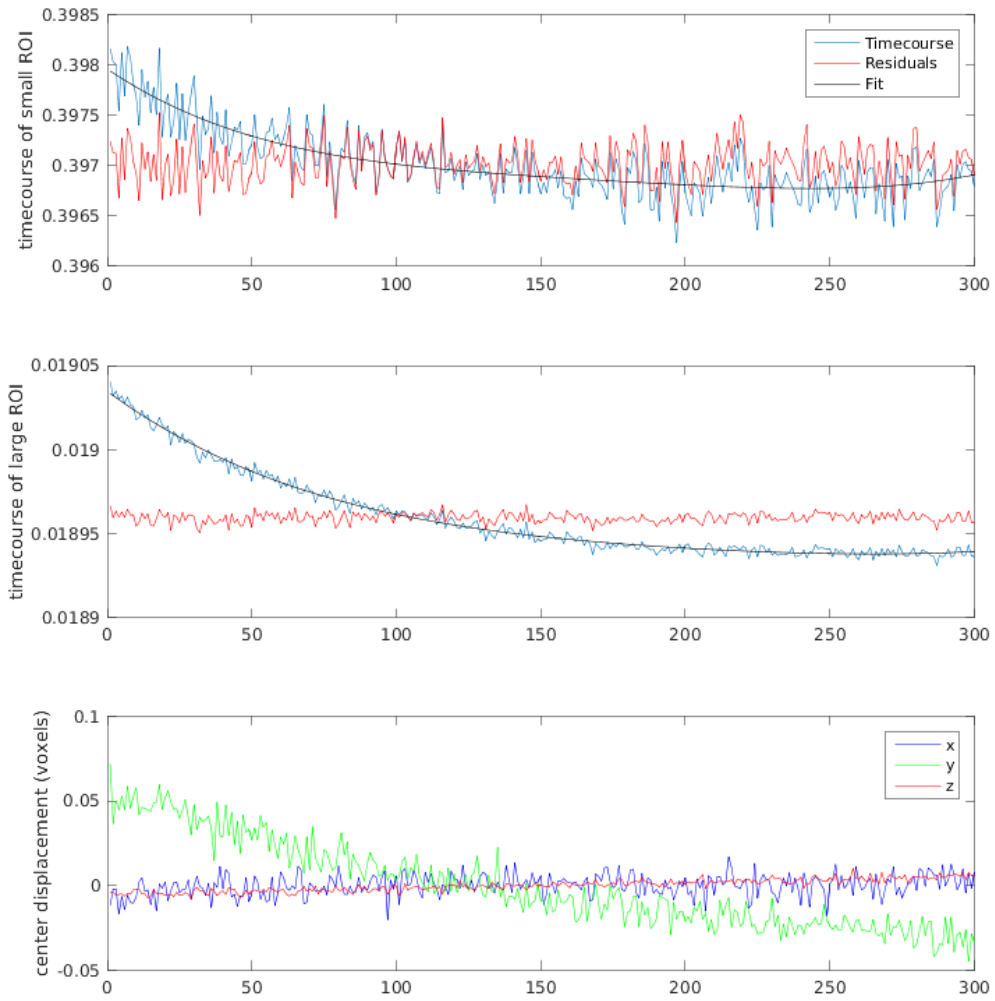 timecourse of small ROI
0.3985
0.398
0.3975
0.397
0.3965
0.396
0 50 100 150 200 250 300
Timecourse
Residuals
Fit
timecourse of large ROI
0.01905
0.019
0.01895
0.0189
0 50 100 150 200 250 300
center displacement (voxels)
0.1
0.05
0
-0.05
0 50 100 150 200 250 300
x
y
z